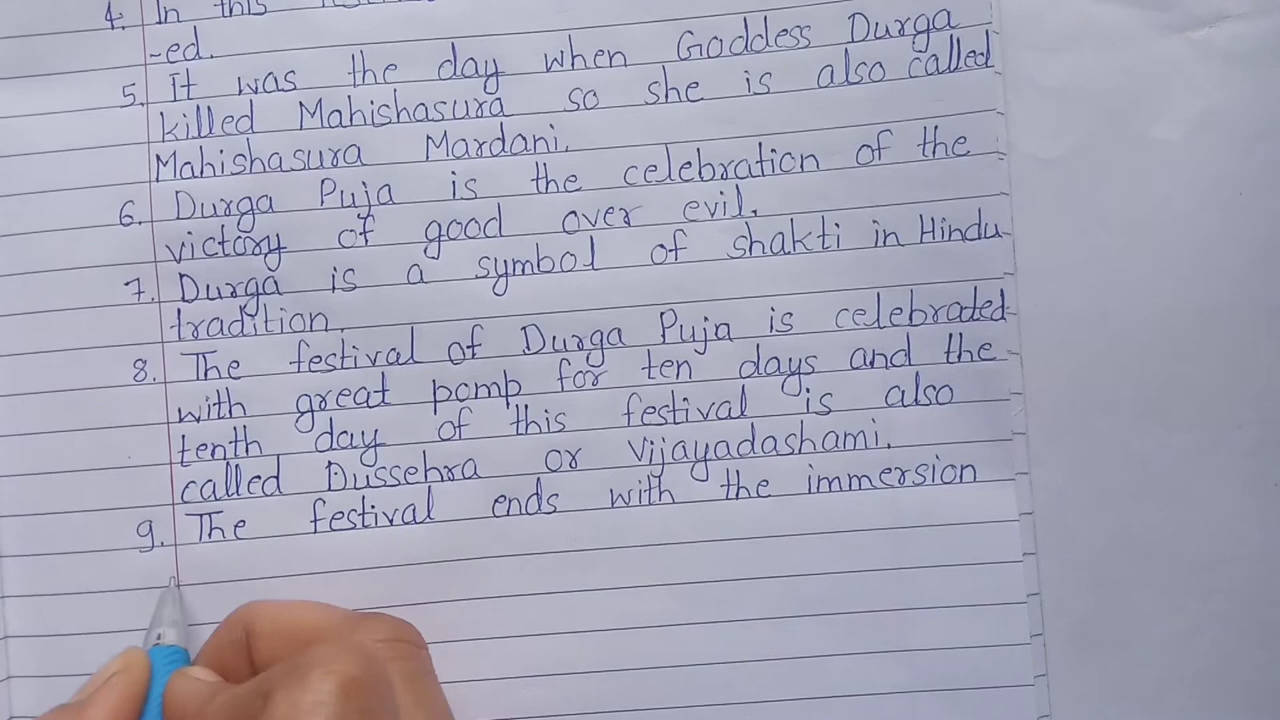 4. In this
-ed.
5. It was the day when Goddess Durga
killed Mahishasura so she is also called
Mahishasura Mardani.
6. Durga Puja is the celebration of the
victory of good over evil.
7. Durga is a symbol of shakti in Hindu
tradition.
8. The festival of Durga Puja is celebrated
with great pomp for ten days and the
tenth day of this festival is also
called Dussehra or Vijayadashami.
9. The festival ends with the immersion